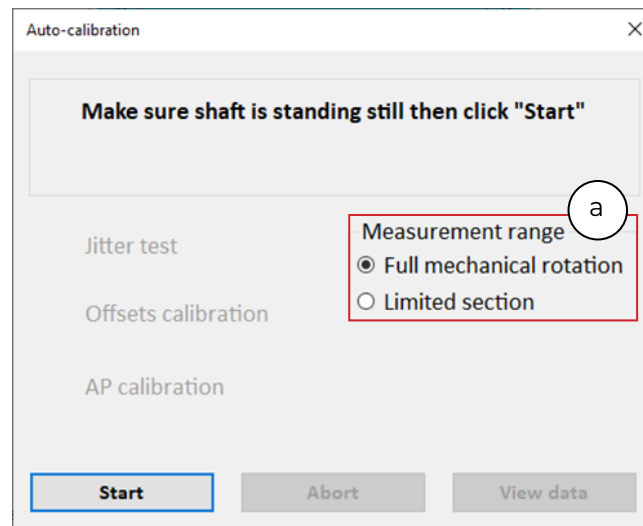 Auto-calibration
Make sure shaft is standing still then click "Start"
a
Measurement range
Jitter test
Full mechanical rotation
Limited section
Offsets calibration
AP calibration
Start
Abort
View data